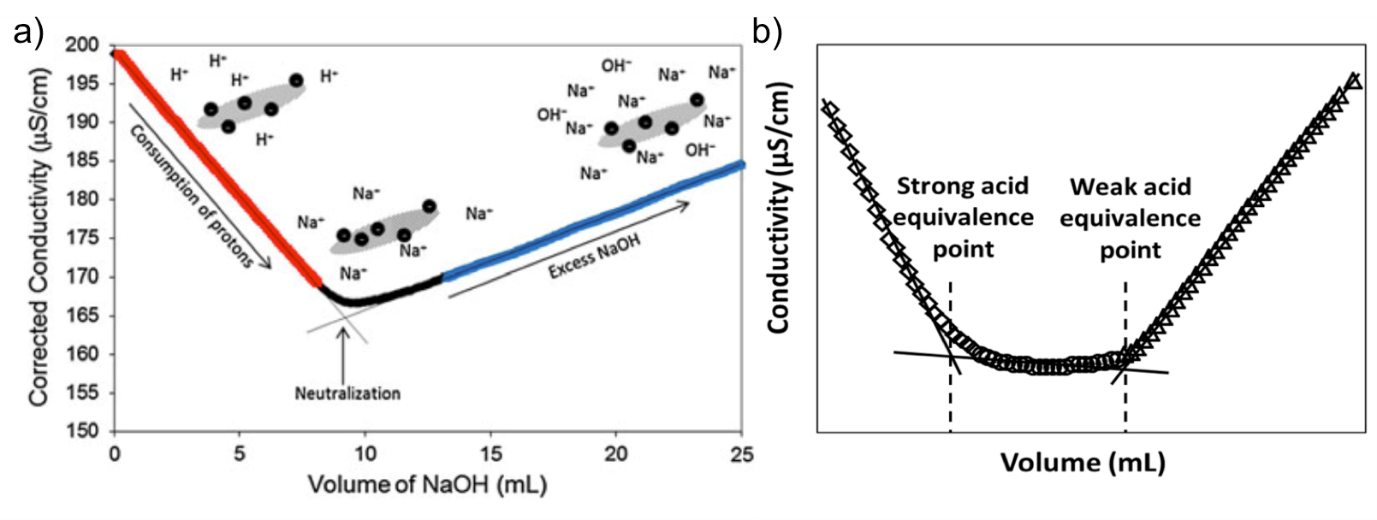 a)
200
195
190
185
180
175
170
165
160
155
150
Corrected Conductivity (µS/cm)
0
5
10
15
20
25
Volume of NaOH (mL)
H⁺
H⁺
H⁺
H⁺
H⁺
Consumption of protons
Na⁺
Na⁺
Na⁺
Na⁺
Na⁺
Neutralization
OH⁻
Na⁺
Na⁺
Na⁺
Na⁺
OH⁻
Na⁺
Na⁺
Na⁺
OH⁻
Na⁺
Excess NaOH
b)
Conductivity (µS/cm)
Strong acid
equivalence
point
Weak acid
equivalence
point
Volume (mL)